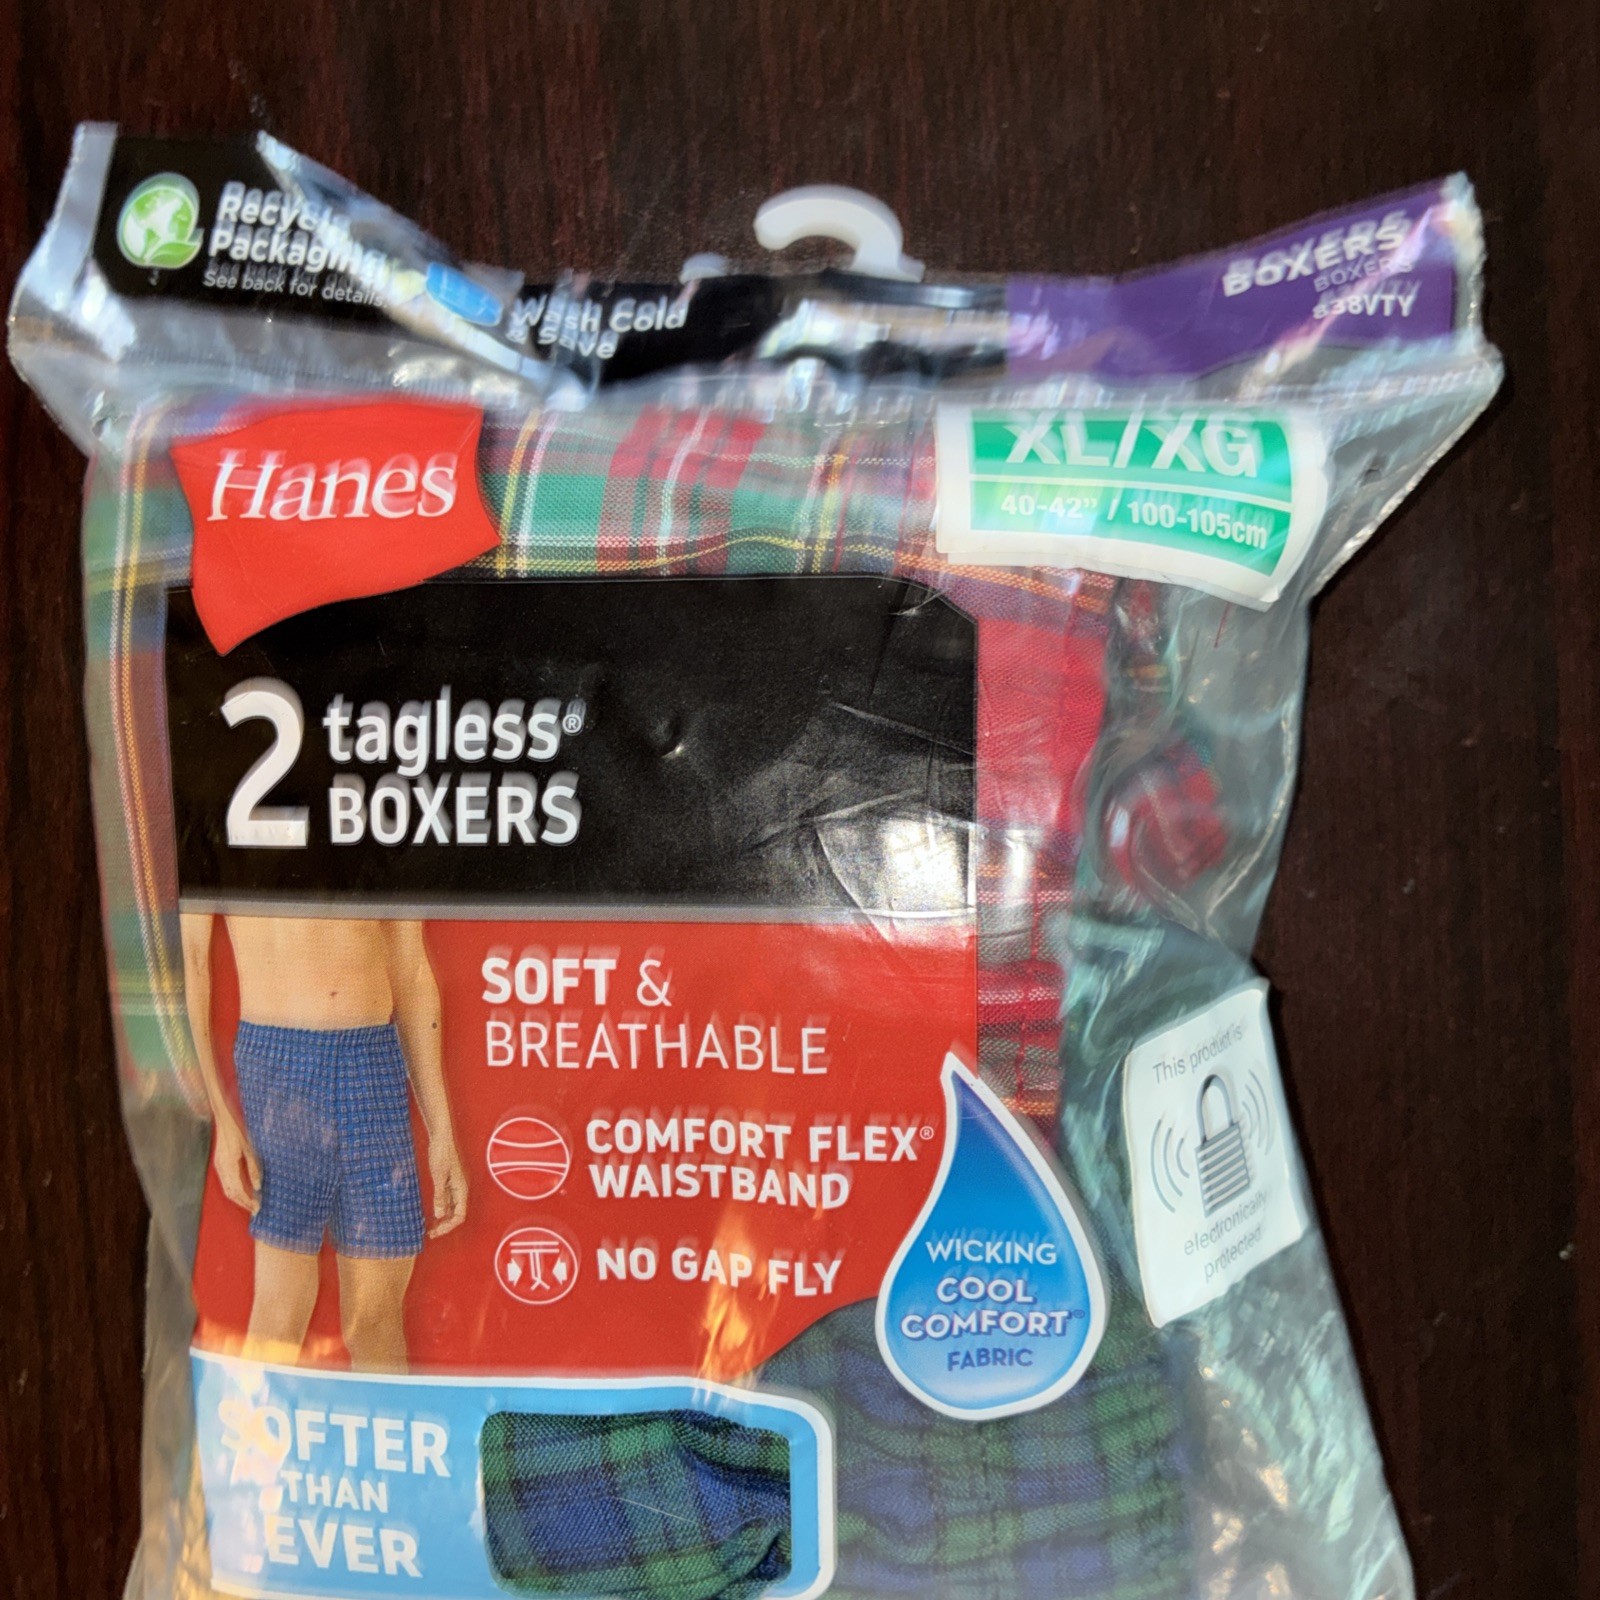 Recycled
Packaging
See back for details.
Wash Cold
& Save
BOXERS
BOXERS
838VTY
Hanes
XL/XG
40-42" / 100-105cm
2 tagless®
BOXERS
SOFT &
BREATHABLE
COMFORT FLEX®
WAISTBAND
NO GAP FLY
WICKING
COOL
COMFORT®
FABRIC
This product is
electronically
protected
SOFTER
THAN
EVER